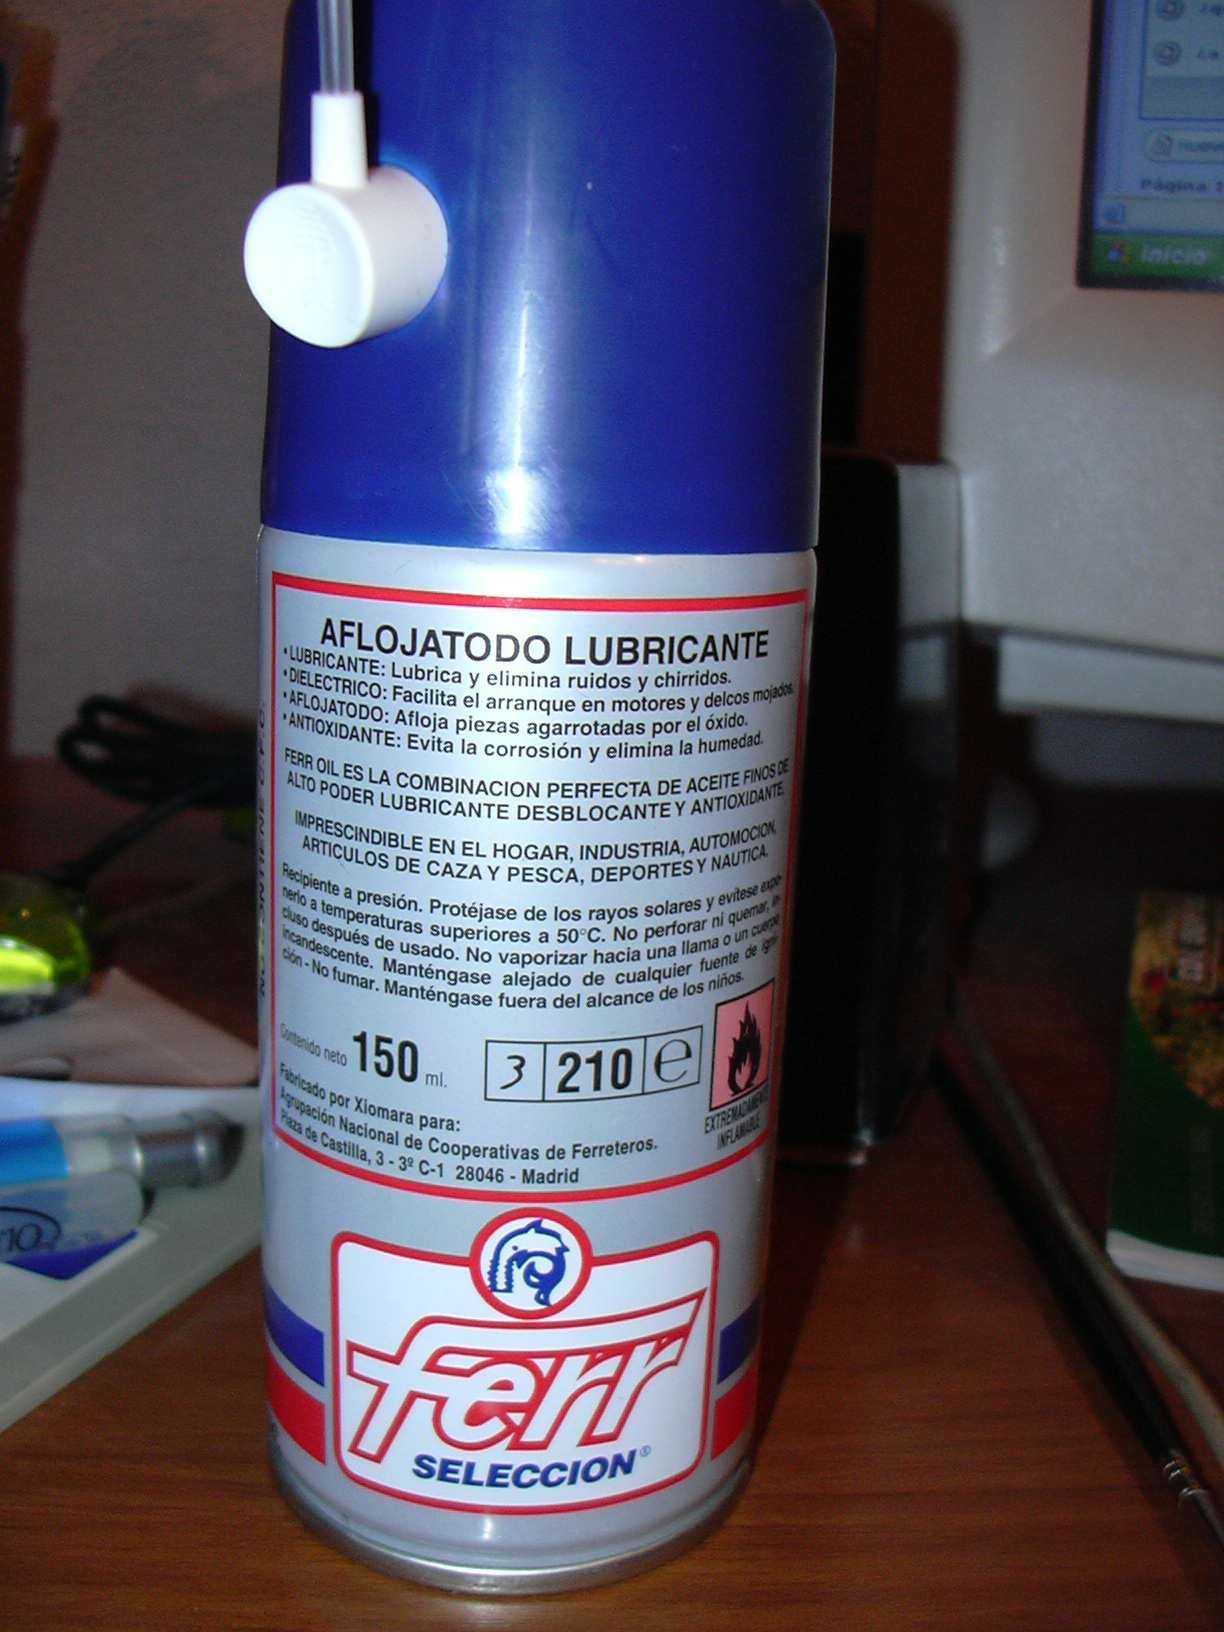 AFLOJATODO LUBRICANTE
• LUBRICANTE: Lubrica y elimina ruidos y chirridos.
• DIELECTRICO: Facilita el arranque en motores y delcos mojados.
• AFLOJATODO: Afloja piezas agarrotadas por el óxido.
• ANTIOXIDANTE: Evita la corrosión y elimina la humedad.
FERR OIL ES LA COMBINACION PERFECTA DE ACEITE FINOS DE
ALTO PODER LUBRICANTE DESBLOCANTE Y ANTIOXIDANTE.
IMPRESCINDIBLE EN EL HOGAR, INDUSTRIA, AUTOMOCION,
ARTICULOS DE CAZA Y PESCA, DEPORTES Y NAUTICA.
Recipiente a presión. Protéjase de los rayos solares y evítese expo-
nerlo a temperaturas superiores a 50°C. No perforar ni quemar, in-
cluso después de usado. No vaporizar hacia una llama o un cuerpo
incandescente. Manténgase alejado de cualquier fuente de igni-
ción - No fumar. Manténgase fuera del alcance de los niños.
Contenido neto 150 ml.
3 210 e
EXTREMADAMENTE
INFLAMABLE
Fabricado por Xiomara para:
Agrupación Nacional de Cooperativas de Ferreteros.
Plaza de Castilla, 3 - 3º C-1 28046 - Madrid
ferr
SELECCION®
NO CONTIENE C.F.C.
Página 1
Inicio